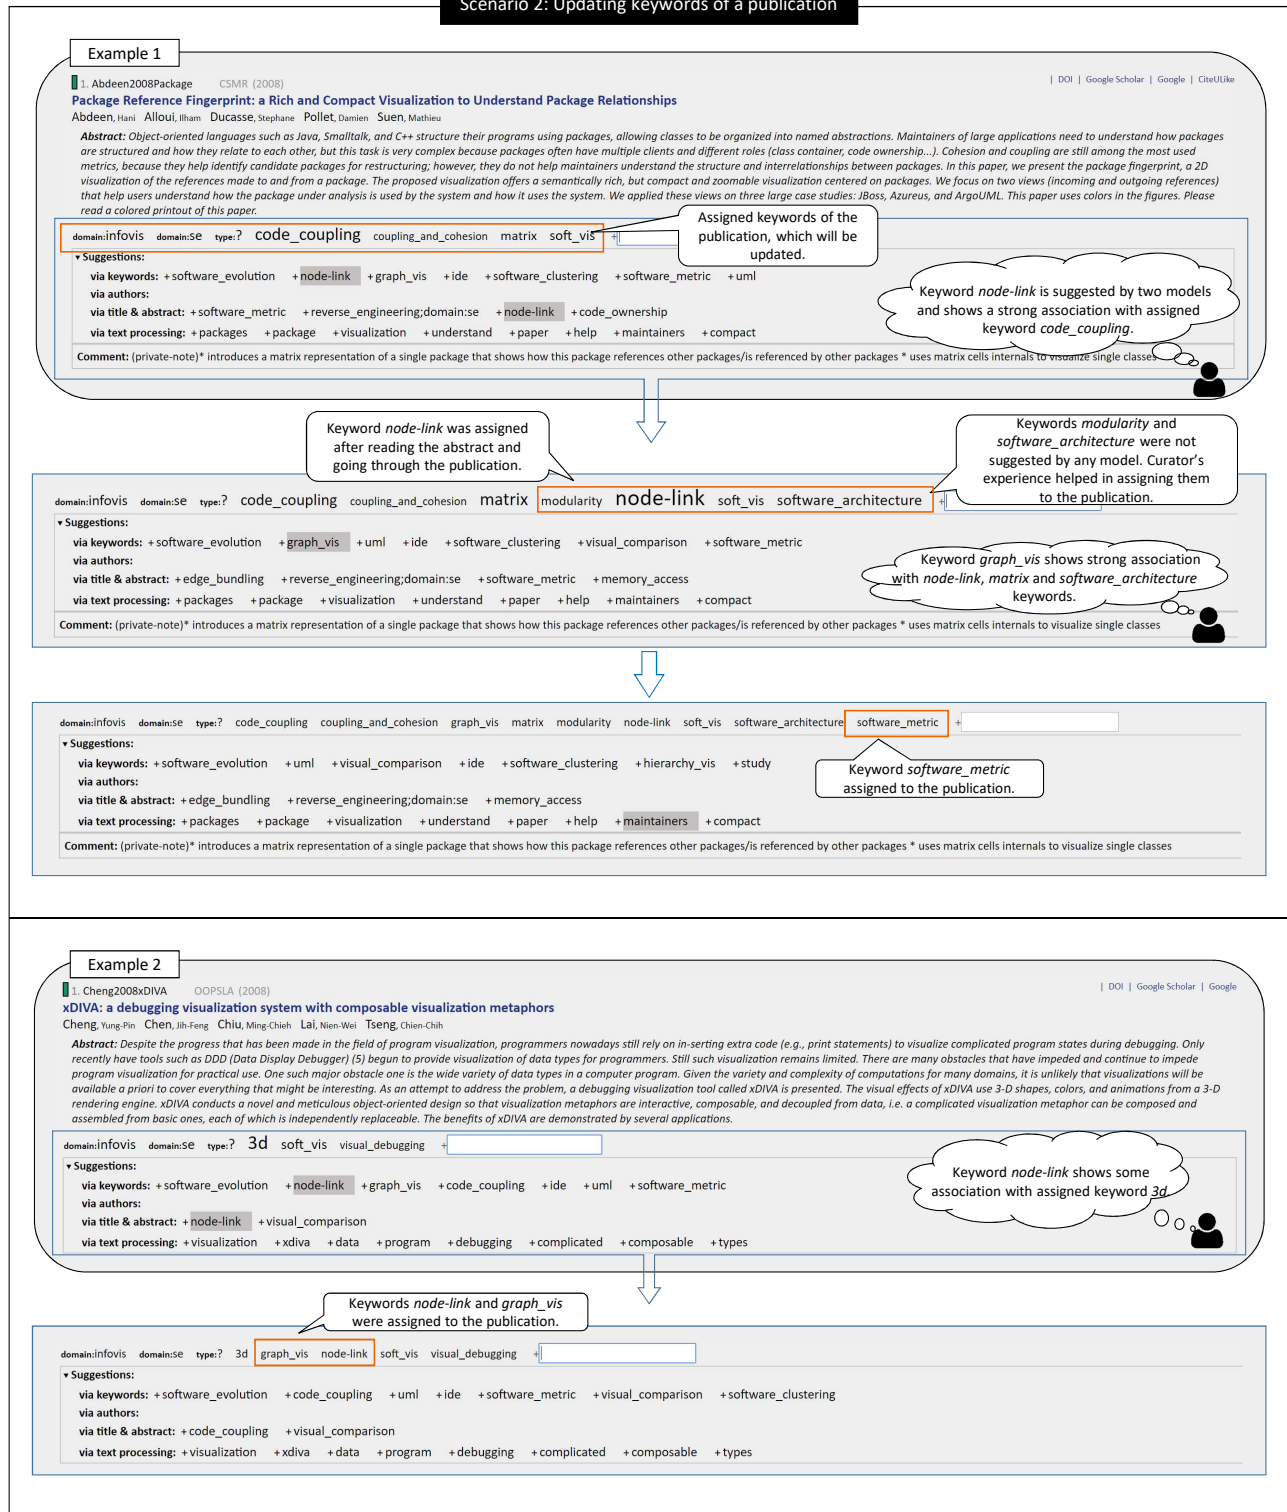 Scenario 2: Updating keywords of a publication
Example 1
1. Abdeen2008Package CSMR (2008) | DOI | Google Scholar | Google | CiteULike
Package Reference Fingerprint: a Rich and Compact Visualization to Understand Package Relationships
Abdeen, Hani Alloui, Ilham Ducasse, Stephane Pollet, Damien Suen, Mathieu
Abstract: Object-oriented languages such as Java, Smalltalk, and C++ structure their programs using packages, allowing classes to be organized into named abstractions. Maintainers of large applications need to understand how packages
are structured and how they relate to each other, but this task is very complex because packages often have multiple clients and different roles (class container, code ownership...). Cohesion and coupling are still among the most used
metrics, because they help identify candidate packages for restructuring; however, they do not help maintainers understand the structure and interrelationships between packages. In this paper, we present the package fingerprint, a 2D
visualization of the references made to and from a package. The proposed visualization offers a semantically rich, but compact and zoomable visualization centered on packages. We focus on two views (incoming and outgoing references)
that help users understand how the package under analysis is used by the system and how it uses the system. We applied these views on three large case studies: JBoss, Azureus, and ArgoUML. This paper uses colors in the figures. Please
read a colored printout of this paper.
domain:infovis domain:se type:? code_coupling coupling_and_cohesion matrix soft_vis +
Assigned keywords of the
publication, which will be
updated.
▾ Suggestions:
via keywords: +software_evolution +node-link +graph_vis +ide +software_clustering +software_metric +uml
via authors:
via title & abstract: +software_metric +reverse_engineering;domain:se +node-link +code_ownership
via text processing: +packages +package +visualization +understand +paper +help +maintainers +compact
Keyword node-link is suggested by two models
and shows a strong association with assigned
keyword code_coupling.
Comment: (private-note)* introduces a matrix representation of a single package that shows how this package references other packages/is referenced by other packages * uses matrix cells internals to visualize single classes
Keyword node-link was assigned
after reading the abstract and
going through the publication.
Keywords modularity and
software_architecture were not
suggested by any model. Curator's
experience helped in assigning them
to the publication.
domain:infovis domain:se type:? code_coupling coupling_and_cohesion matrix modularity node-link soft_vis software_architecture +
▾ Suggestions:
via keywords: +software_evolution +graph_vis +uml +ide +software_clustering +visual_comparison +software_metric
via authors:
via title & abstract: +edge_bundling +reverse_engineering;domain:se +software_metric +memory_access
via text processing: +packages +package +visualization +understand +paper +help +maintainers +compact
Keyword graph_vis shows strong association
with node-link, matrix and software_architecture
keywords.
Comment: (private-note)* introduces a matrix representation of a single package that shows how this package references other packages/is referenced by other packages * uses matrix cells internals to visualize single classes
domain:infovis domain:se type:? code_coupling coupling_and_cohesion graph_vis matrix modularity node-link soft_vis software_architecture software_metric +
▾ Suggestions:
via keywords: +software_evolution +uml +visual_comparison +ide +software_clustering +hierarchy_vis +study
via authors:
via title & abstract: +edge_bundling +reverse_engineering;domain:se +memory_access
via text processing: +packages +package +visualization +understand +paper +help +maintainers +compact
Keyword software_metric
assigned to the publication.
Comment: (private-note)* introduces a matrix representation of a single package that shows how this package references other packages/is referenced by other packages * uses matrix cells internals to visualize single classes
Example 2
1. Cheng2008xDIVA OOPSLA (2008) | DOI | Google Scholar | Google
xDIVA: a debugging visualization system with composable visualization metaphors
Cheng, Yung-Pin Chen, Jih-Feng Chiu, Ming-Chieh Lai, Nien-Wei Tseng, Chien-Chih
Abstract: Despite the progress that has been made in the field of program visualization, programmers nowadays still rely on in-serting extra code (e.g., print statements) to visualize complicated program states during debugging. Only
recently have tools such as DDD (Data Display Debugger) (5) begun to provide visualization of data types for programmers. Still such visualization remains limited. There are many obstacles that have impeded and continue to impede
program visualization for practical use. One such major obstacle one is the wide variety of data types in a computer program. Given the variety and complexity of computations for many domains, it is unlikely that visualizations will be
available a priori to cover everything that might be interesting. As an attempt to address the problem, a debugging visualization tool called xDIVA is presented. The visual effects of xDIVA use 3-D shapes, colors, and animations from a 3-D
rendering engine. xDIVA conducts a novel and meticulous object-oriented design so that visualization metaphors are interactive, composable, and decoupled from data, i.e. a complicated visualization metaphor can be composed and
assembled from basic ones, each of which is independently replaceable. The benefits of xDIVA are demonstrated by several applications.
domain:infovis domain:se type:? 3d soft_vis visual_debugging +
▾ Suggestions:
via keywords: +software_evolution +node-link +graph_vis +code_coupling +ide +uml +software_metric
via authors:
via title & abstract: +node-link +visual_comparison
via text processing: +visualization +xdiva +data +program +debugging +complicated +composable +types
Keyword node-link shows some
association with assigned keyword 3d.
Keywords node-link and graph_vis
were assigned to the publication.
domain:infovis domain:se type:? 3d graph_vis node-link soft_vis visual_debugging +
▾ Suggestions:
via keywords: +software_evolution +code_coupling +uml +ide +software_metric +visual_comparison +software_clustering
via authors:
via title & abstract: +code_coupling +visual_comparison
via text processing: +visualization +xdiva +data +program +debugging +complicated +composable +types